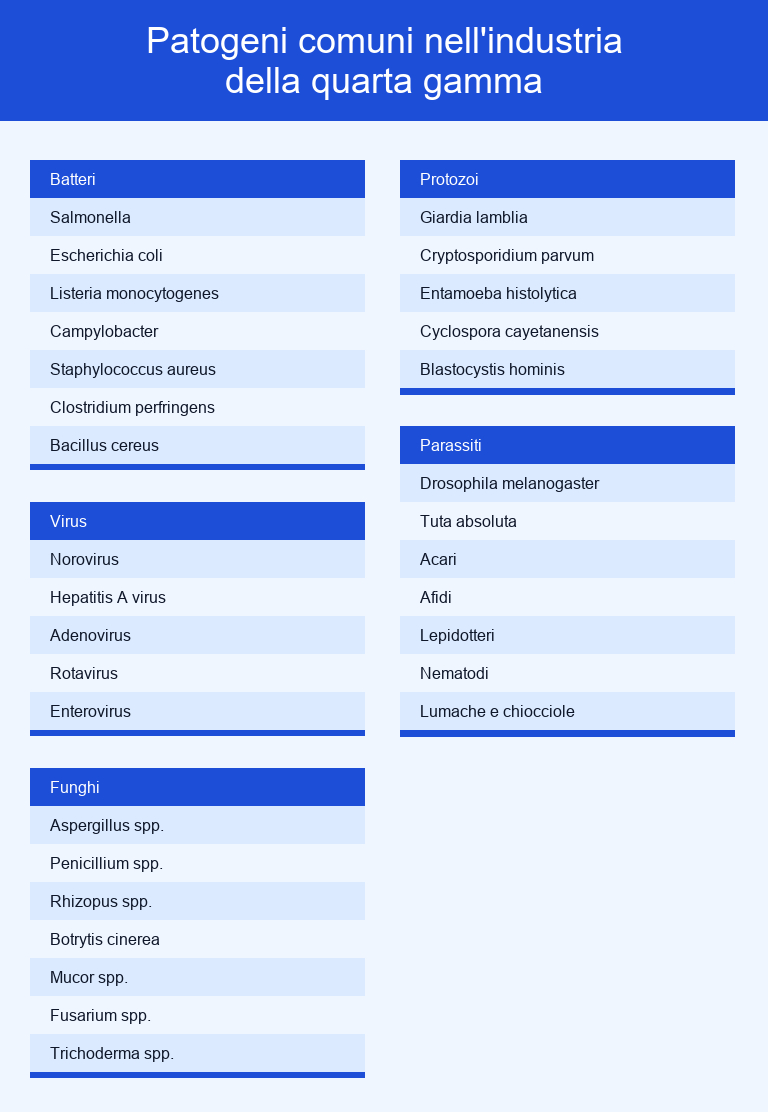 Patogeni comuni nell'industria
della quarta gamma
Batteri
Salmonella
Escherichia coli
Listeria monocytogenes
Campylobacter
Staphylococcus aureus
Clostridium perfringens
Bacillus cereus
Virus
Norovirus
Hepatitis A virus
Adenovirus
Rotavirus
Enterovirus
Funghi
Aspergillus spp.
Penicillium spp.
Rhizopus spp.
Botrytis cinerea
Mucor spp.
Fusarium spp.
Trichoderma spp.
Protozoi
Giardia lamblia
Cryptosporidium parvum
Entamoeba histolytica
Cyclospora cayetanensis
Blastocystis hominis
Parassiti
Drosophila melanogaster
Tuta absoluta
Acari
Afidi
Lepidotteri
Nematodi
Lumache e chiocciole